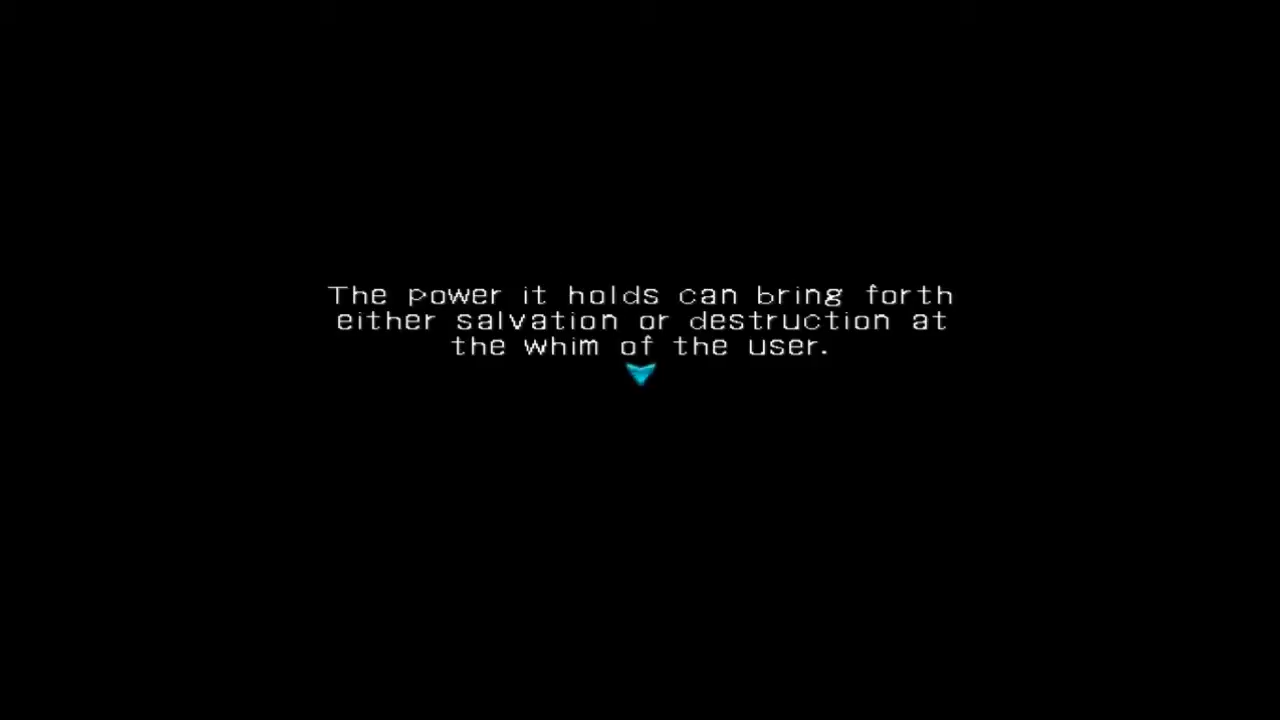 The power it holds can bring forth
either salvation or destruction at
the whim of the user.